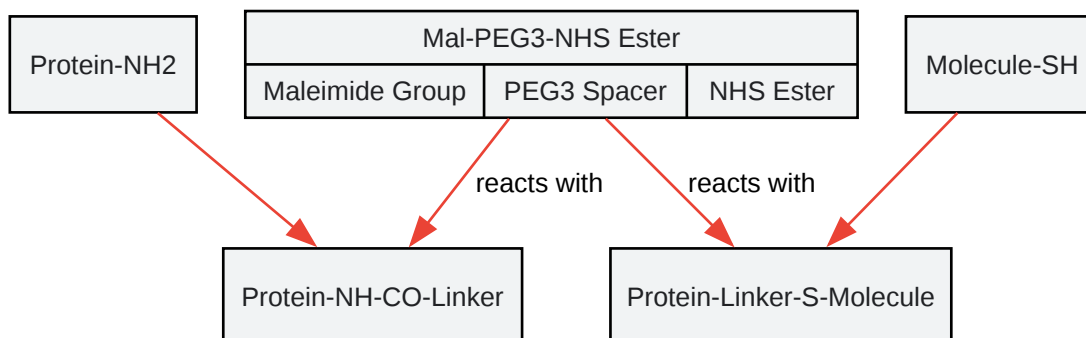 Mal-PEG3-NHS Ester
Protein-NH2
Molecule-SH
Maleimide Group
PEG3 Spacer
NHS Ester
reacts with
reacts with
Protein-NH-CO-Linker
Protein-Linker-S-Molecule